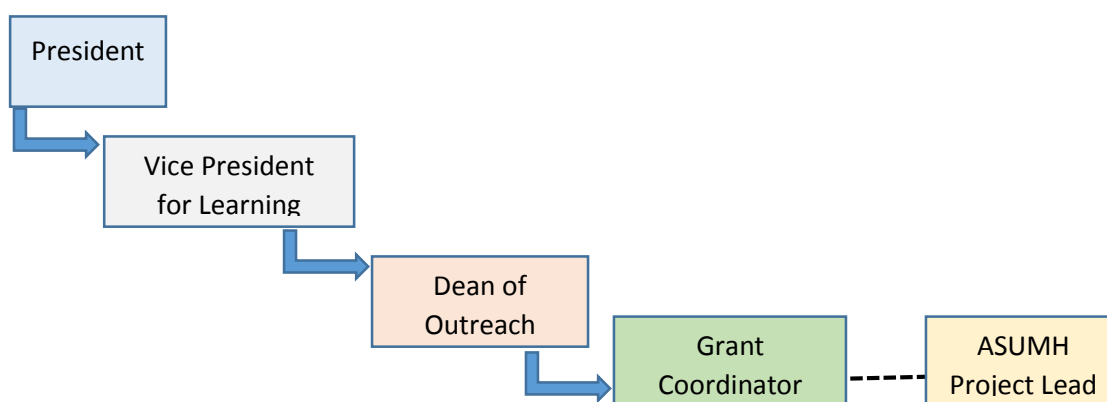 President
Vice President
for Learning
Dean of
Outreach
Grant
Coordinator
ASUMH
Project Lead